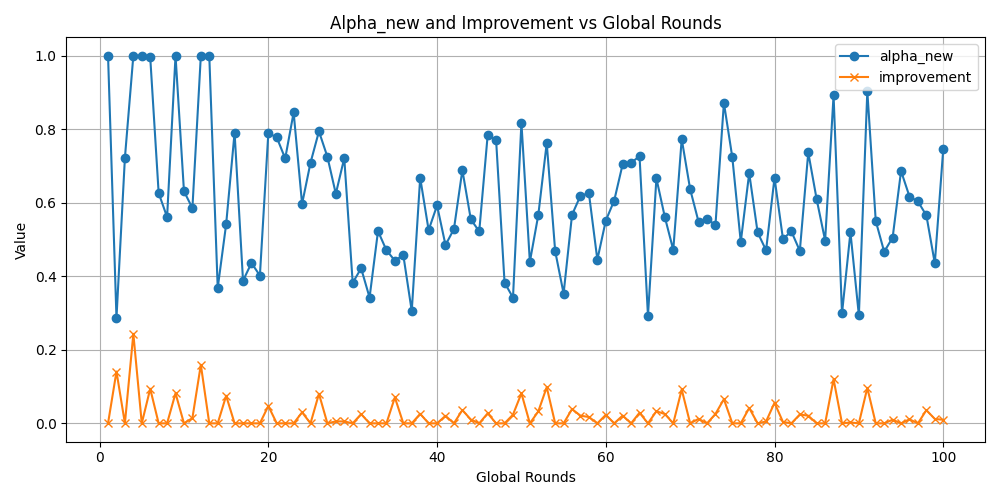 Alpha_new and Improvement vs Global Rounds
alpha_new
improvement
1.0
0.8
0.6
0.4
0.2
0.0
Value
0
20
40
60
80
100
Global Rounds